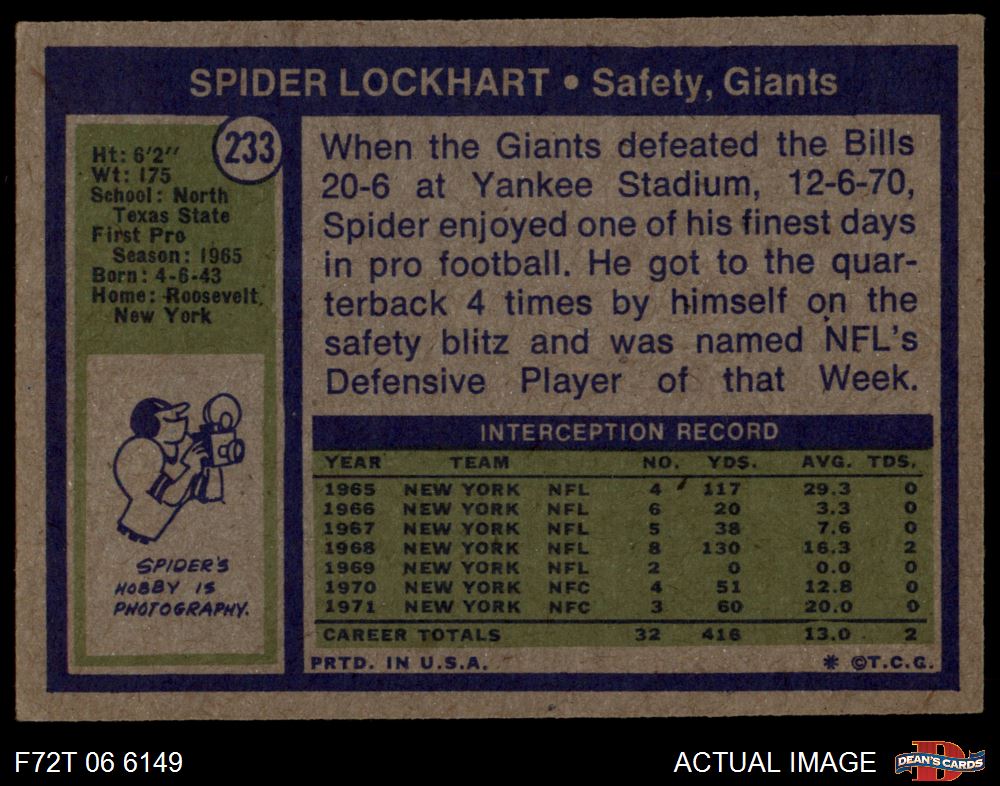 SPIDER LOCKHART • Safety, Giants
233
Ht: 6'2"
Wt: 175
School: North
Texas State
First Pro
Season: 1965
Born: 4-6-43
Home: Roosevelt,
New York
When the Giants defeated the Bills
20-6 at Yankee Stadium, 12-6-70,
Spider enjoyed one of his finest days
in pro football. He got to the quar-
terback 4 times by himself on the
safety blitz and was named NFL's
Defensive Player of that Week.
SPIDER'S
HOBBY IS
PHOTOGRAPHY.
INTERCEPTION RECORD
YEAR TEAM NO. YDS. AVG. TDS.
1965 NEW YORK NFL 4 117 29.3 0
1966 NEW YORK NFL 6 20 3.3 0
1967 NEW YORK NFL 5 38 7.6 0
1968 NEW YORK NFL 8 130 16.3 2
1969 NEW YORK NFL 2 0 0.0 0
1970 NEW YORK NFC 4 51 12.8 0
1971 NEW YORK NFC 3 60 20.0 0
CAREER TOTALS 32 416 13.0 2
PRTD. IN U.S.A. * ©T.C.G.
F72T 06 6149 ACTUAL IMAGE
D
DEAN'S CARDS